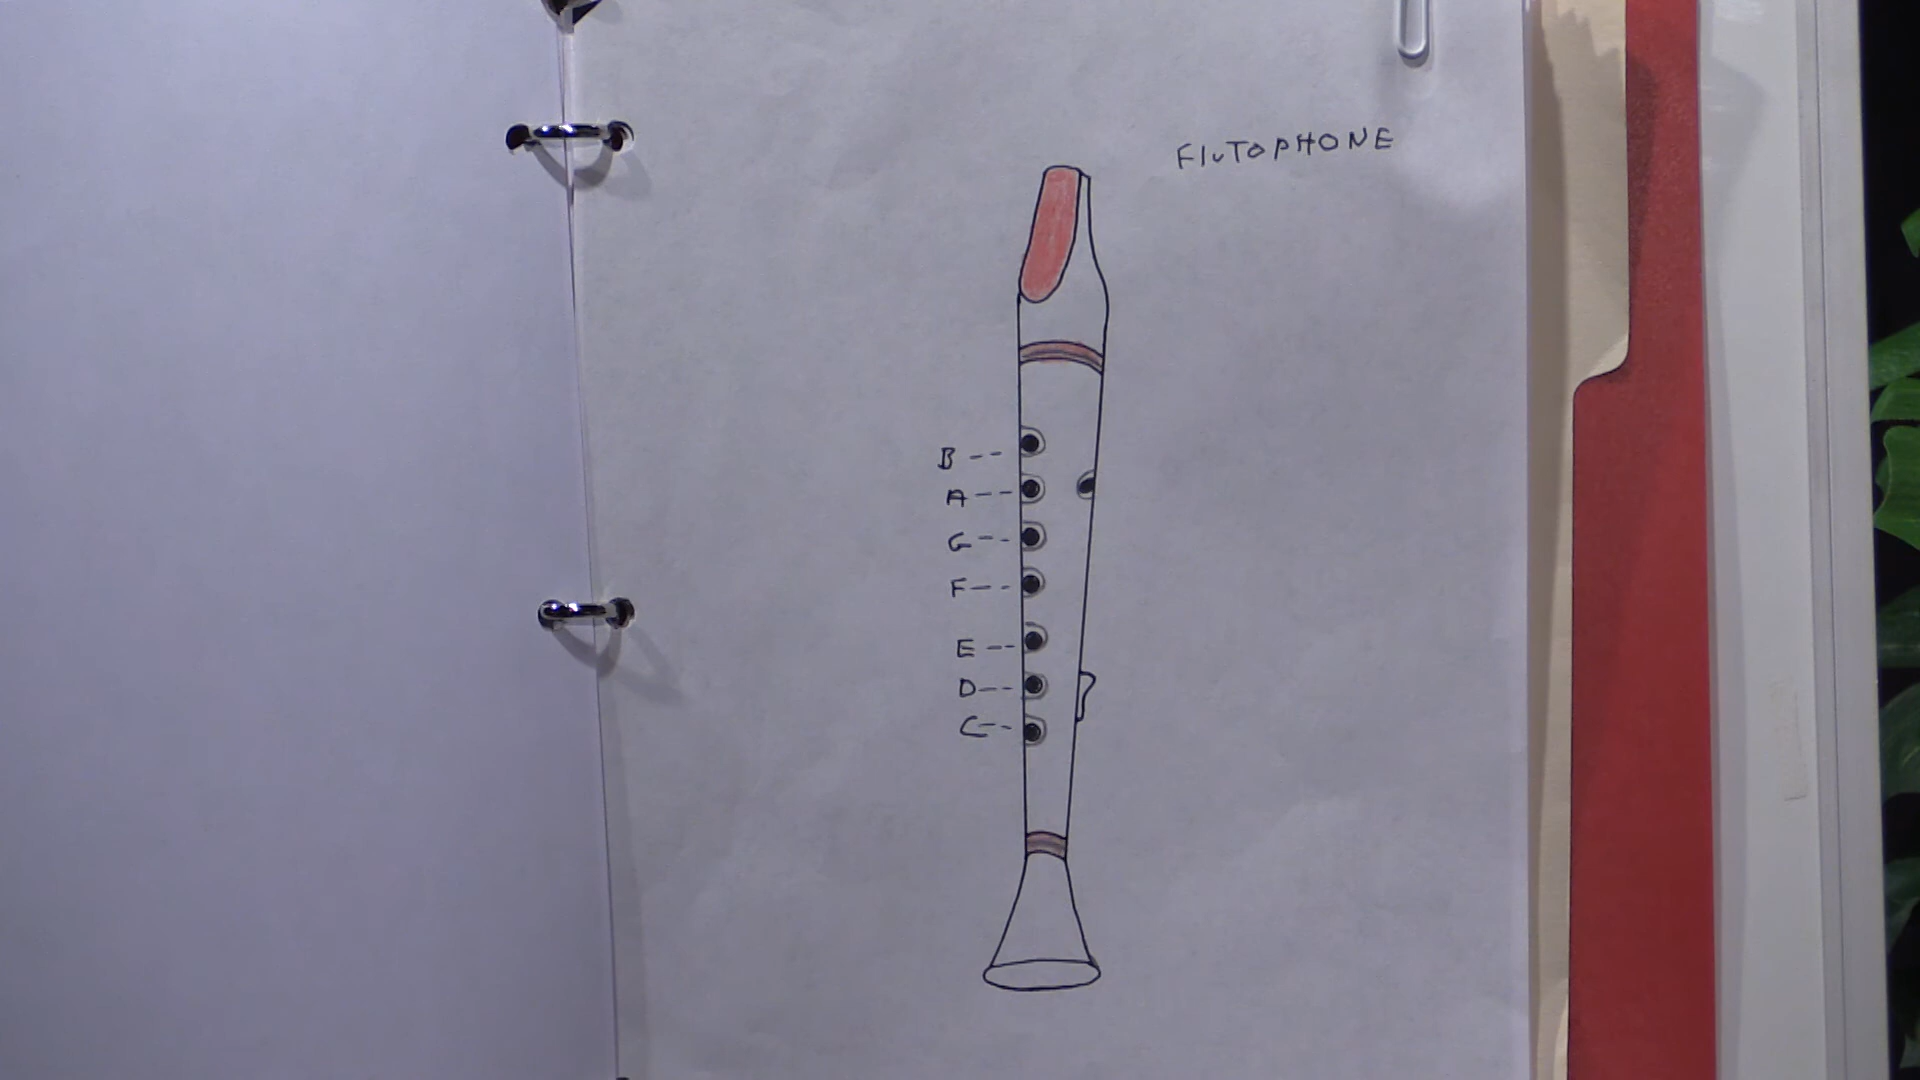 FluTOPHONE
B --
A ---
G ---
F ---
E ---
D ---
C ---